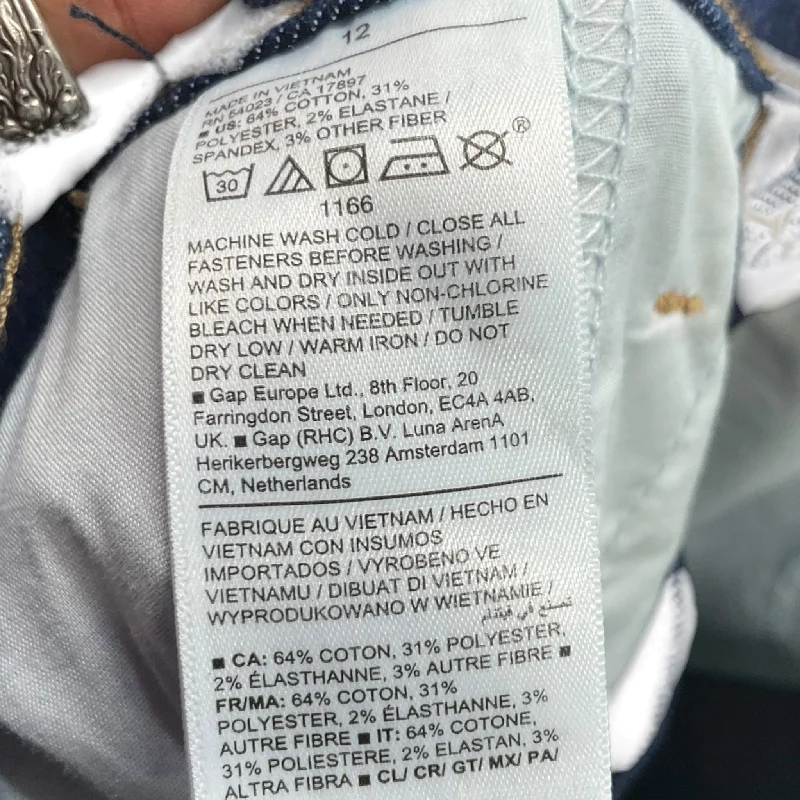 12
MADE IN VIETNAM
RN 54023 / CA 17897
■ US: 64% COTTON, 31%
POLYESTER, 2% ELASTANE /
SPANDEX, 3% OTHER FIBER
30
®
1166
MACHINE WASH COLD / CLOSE ALL
FASTENERS BEFORE WASHING /
WASH AND DRY INSIDE OUT WITH
LIKE COLORS / ONLY NON-CHLORINE
BLEACH WHEN NEEDED / TUMBLE
DRY LOW / WARM IRON / DO NOT
DRY CLEAN
■ Gap Europe Ltd., 8th Floor, 20
Farringdon Street, London, EC4A 4AB,
UK. ■ Gap (RHC) B.V. Luna ArenA
Herikerbergweg 238 Amsterdam 1101
CM, Netherlands
FABRIQUE AU VIETNAM / HECHO EN
VIETNAM CON INSUMOS
IMPORTADOS / VYROBENO VE
VIETNAMU / DIBUAT DI VIETNAM /
WYPRODUKOWANO W WIETNAMIE /
تصنع في فيتنام
■ CA: 64% COTON, 31% POLYESTER,
2% ÉLASTHANNE, 3% AUTRE FIBRE ■
FR/MA: 64% COTON, 31%
POLYESTER, 2% ÉLASTHANNE, 3%
AUTRE FIBRE ■ IT: 64% COTONE,
31% POLIESTERE, 2% ELASTAN, 3%
ALTRA FIBRA ■ CL/ CR/ GT/ MX/ PA/